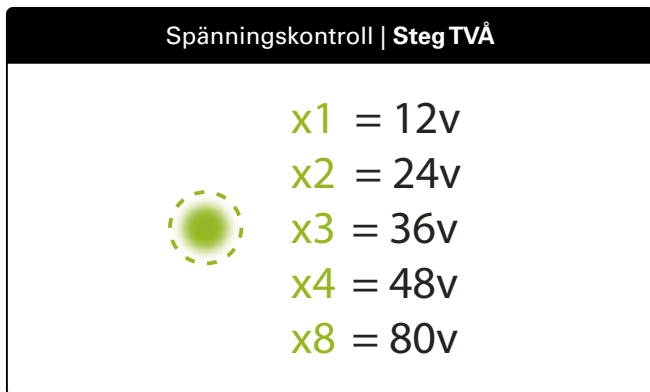 Spänningskontroll | Steg TVÅ
x1 = 12v
x2 = 24v
x3 = 36v
x4 = 48v
x8 = 80v